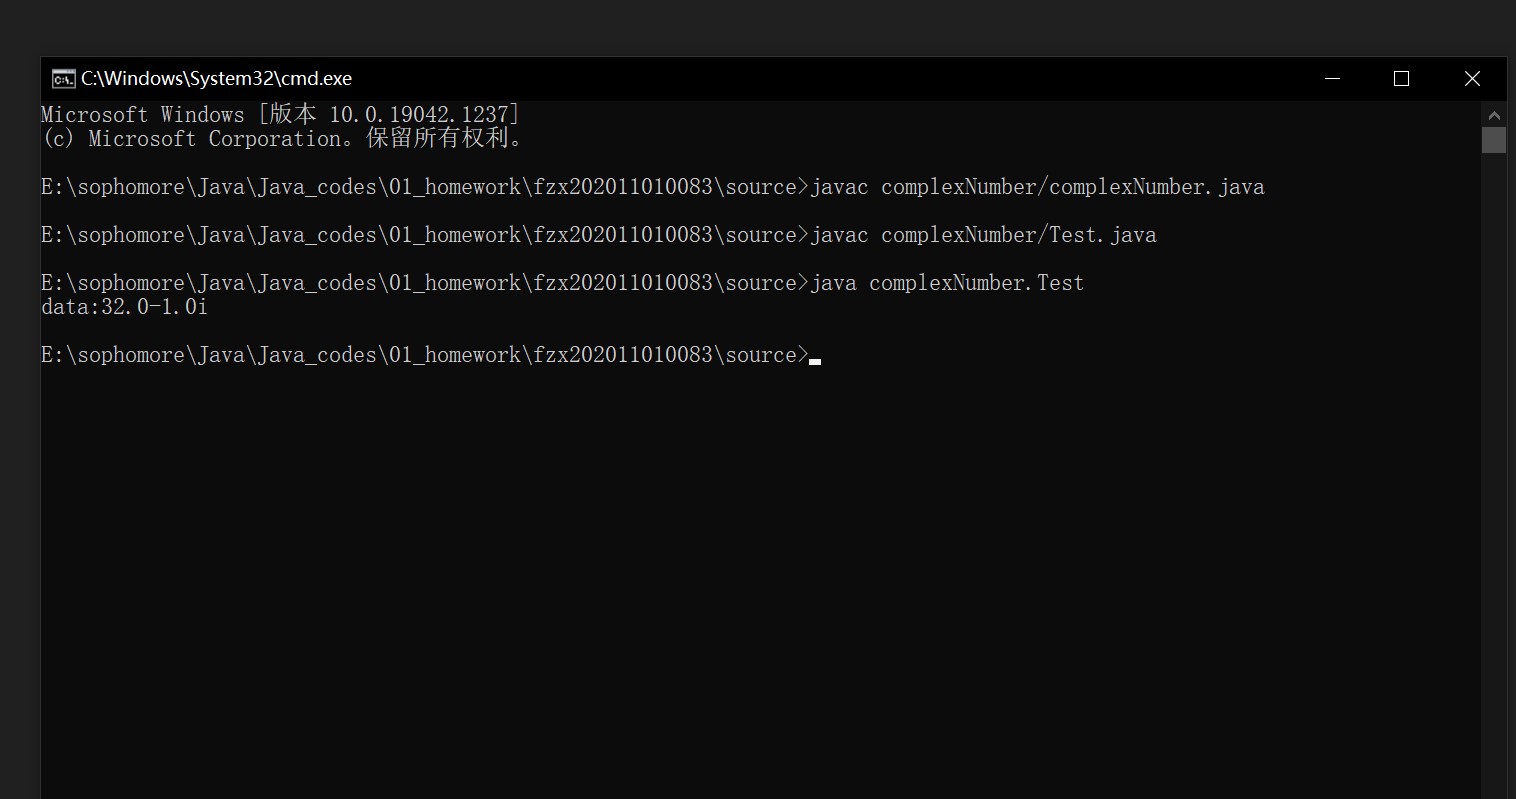 C:\Windows\System32\cmd.exe
Microsoft Windows [版本 10.0.19042.1237]
(c) Microsoft Corporation。保留所有权利。
E:\sophomore\Java\Java_codes\01_homework\fzx202011010083\source>javac complexNumber/complexNumber.java
E:\sophomore\Java\Java_codes\01_homework\fzx202011010083\source>javac complexNumber/Test.java
E:\sophomore\Java\Java_codes\01_homework\fzx202011010083\source>java complexNumber.Test
data:32.0-1.0i
E:\sophomore\Java\Java_codes\01_homework\fzx202011010083\source>